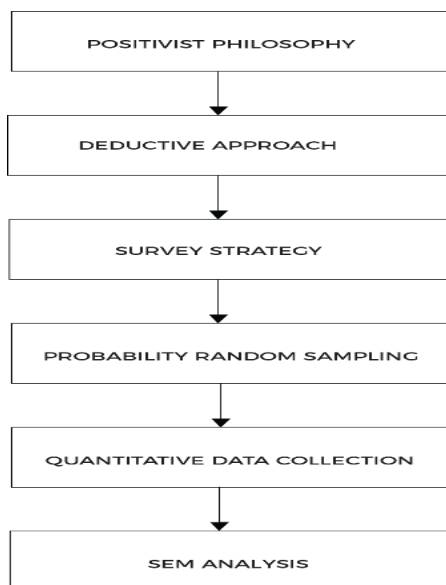 POSITIVIST PHILOSOPHY
DEDUCTIVE APPROACH
SURVEY STRATEGY
PROBABILITY RANDOM SAMPLING
QUANTITATIVE DATA COLLECTION
SEM ANALYSIS